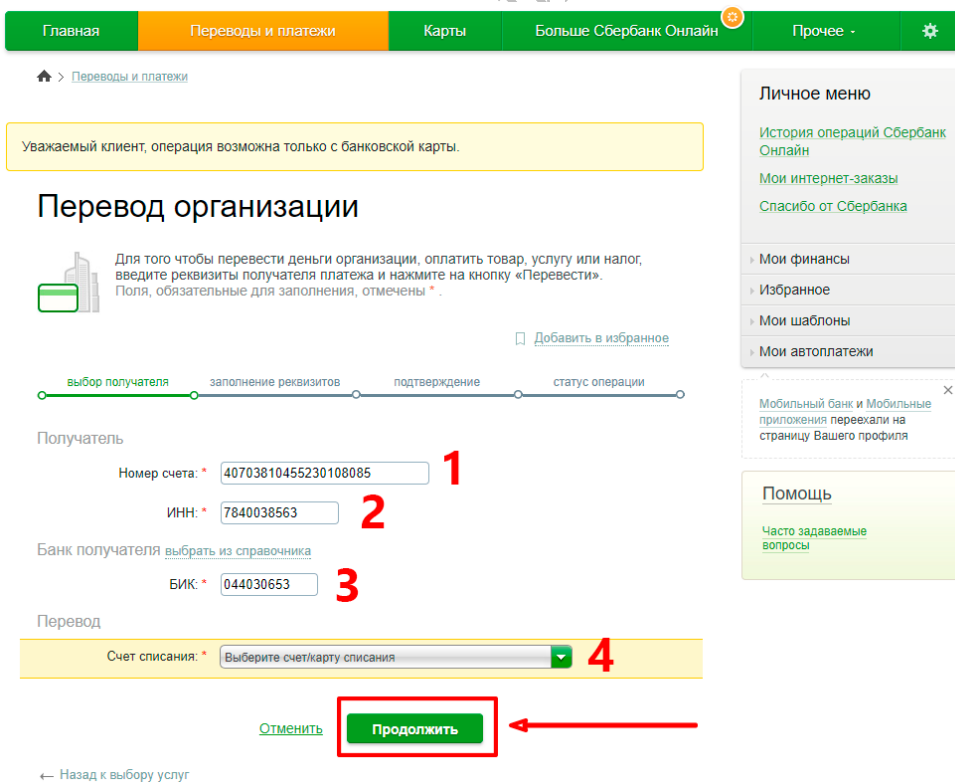 Главная Переводы и платежи Карты Больше Сбербанк Онлайн Прочее
Переводы и платежи
Уважаемый клиент, операция возможна только с банковской карты.
Перевод организации
Для того чтобы перевести деньги организации, оплатить товар, услугу или налог,
введите реквизиты получателя платежа и нажмите на кнопку «Перевести».
Поля, обязательные для заполнения, отмечены * .
Добавить в избранное
выбор получателя заполнение реквизитов подтверждение статус операции
Получатель
Номер счета: * 40703810455230108085 1
ИНН: * 7840038563 2
Банк получателя выбрать из справочника
БИК: * 044030653 3
Перевод
Счет списания: * Выберите счет/карту списания 4
Отменить Продолжить
← Назад к выбору услуг
Личное меню
История операций Сбербанк
Онлайн
Мои интернет-заказы
Спасибо от Сбербанка
Мои финансы
Избранное
Мои шаблоны
Мои автоплатежи
Мобильный банк и Мобильные
приложения переехали на
страницу Вашего профиля
Помощь
Часто задаваемые
вопросы